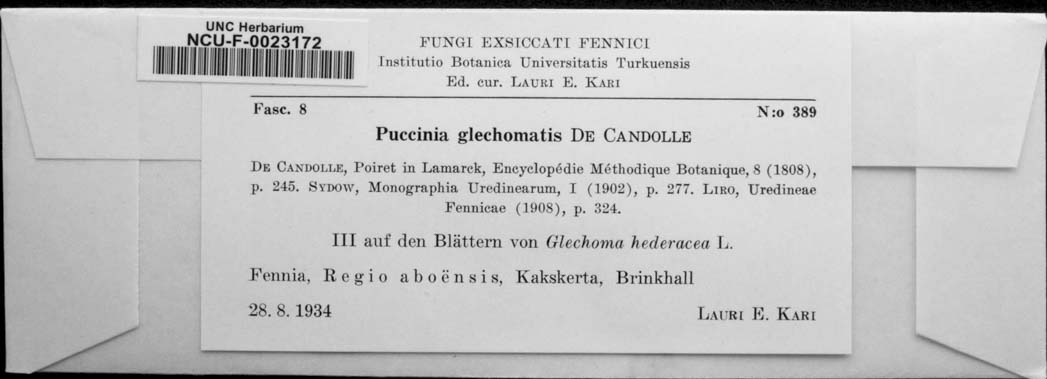 UNC Herbarium
NCU-F-0023172
FUNGI EXSICCATI FENNICI
Institutio Botanica Universitatis Turkuensis
Ed. cur. LAURI E. KARI
Fasc. 8 N:o 389
Puccinia glechomatis DE CANDOLLE
DE CANDOLLE, Poiret in Lamarck, Encyclopédie Méthodique Botanique, 8 (1808),
p. 245. SYDOW, Monographia Uredinearum, I (1902), p. 277. LIRO, Uredineae
Fennicae (1908), p. 324.
III auf den Blättern von Glechoma hederacea L.
Fennia, Regio aboënsis, Kakskerta, Brinkhall
28. 8. 1934 LAURI E. KARI